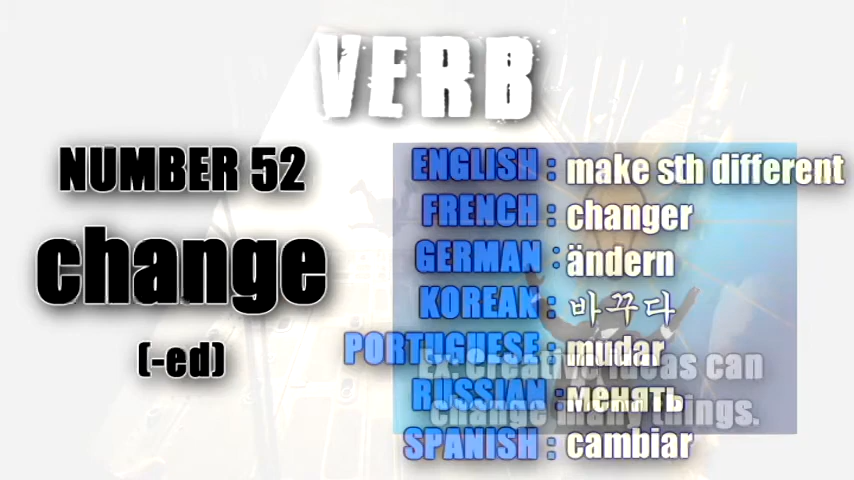 VERB
NUMBER 52
change
(-ed)
ENGLISH : make sth different
FRENCH : changer
GERMAN : ändern
KOREAN : 바꾸다
PORTUGUESE : mudar
RUSSIAN : менять
SPANISH : cambiar
Ex: Creative ideas can
change many things.